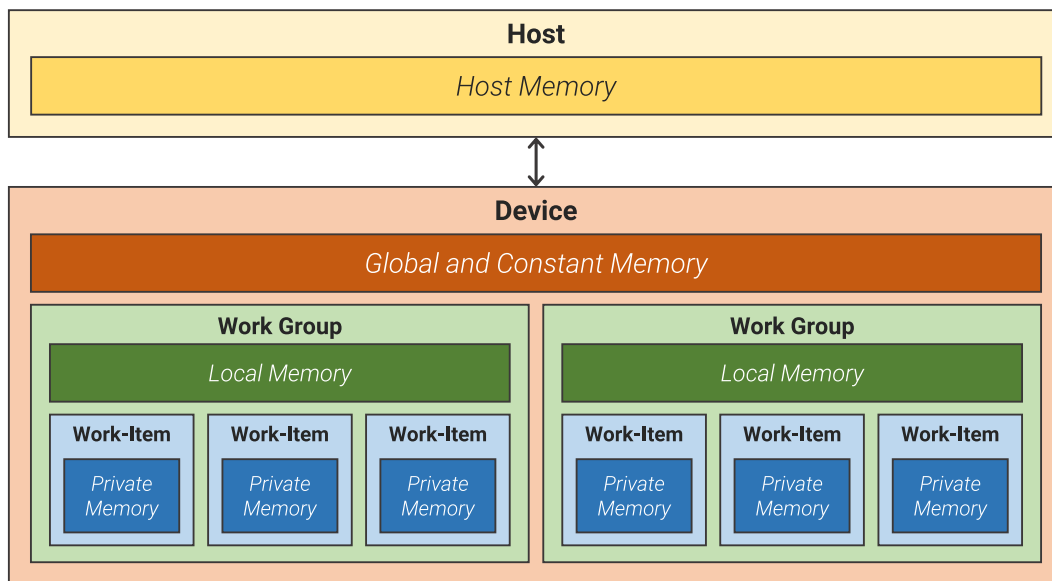 Host
Host Memory
Device
Global and Constant Memory
Work Group
Local Memory
Work-Item
Private
Memory
Work-Item
Private
Memory
Work-Item
Private
Memory
Work Group
Local Memory
Work-Item
Private
Memory
Work-Item
Private
Memory
Work-Item
Private
Memory